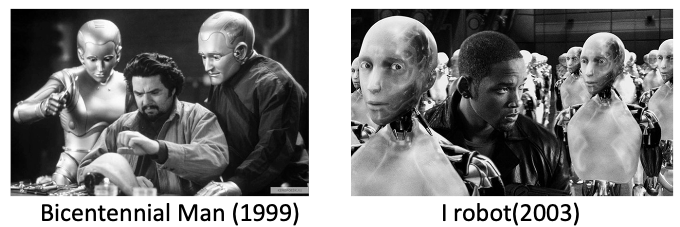 Bicentennial Man (1999)
I robot(2003)